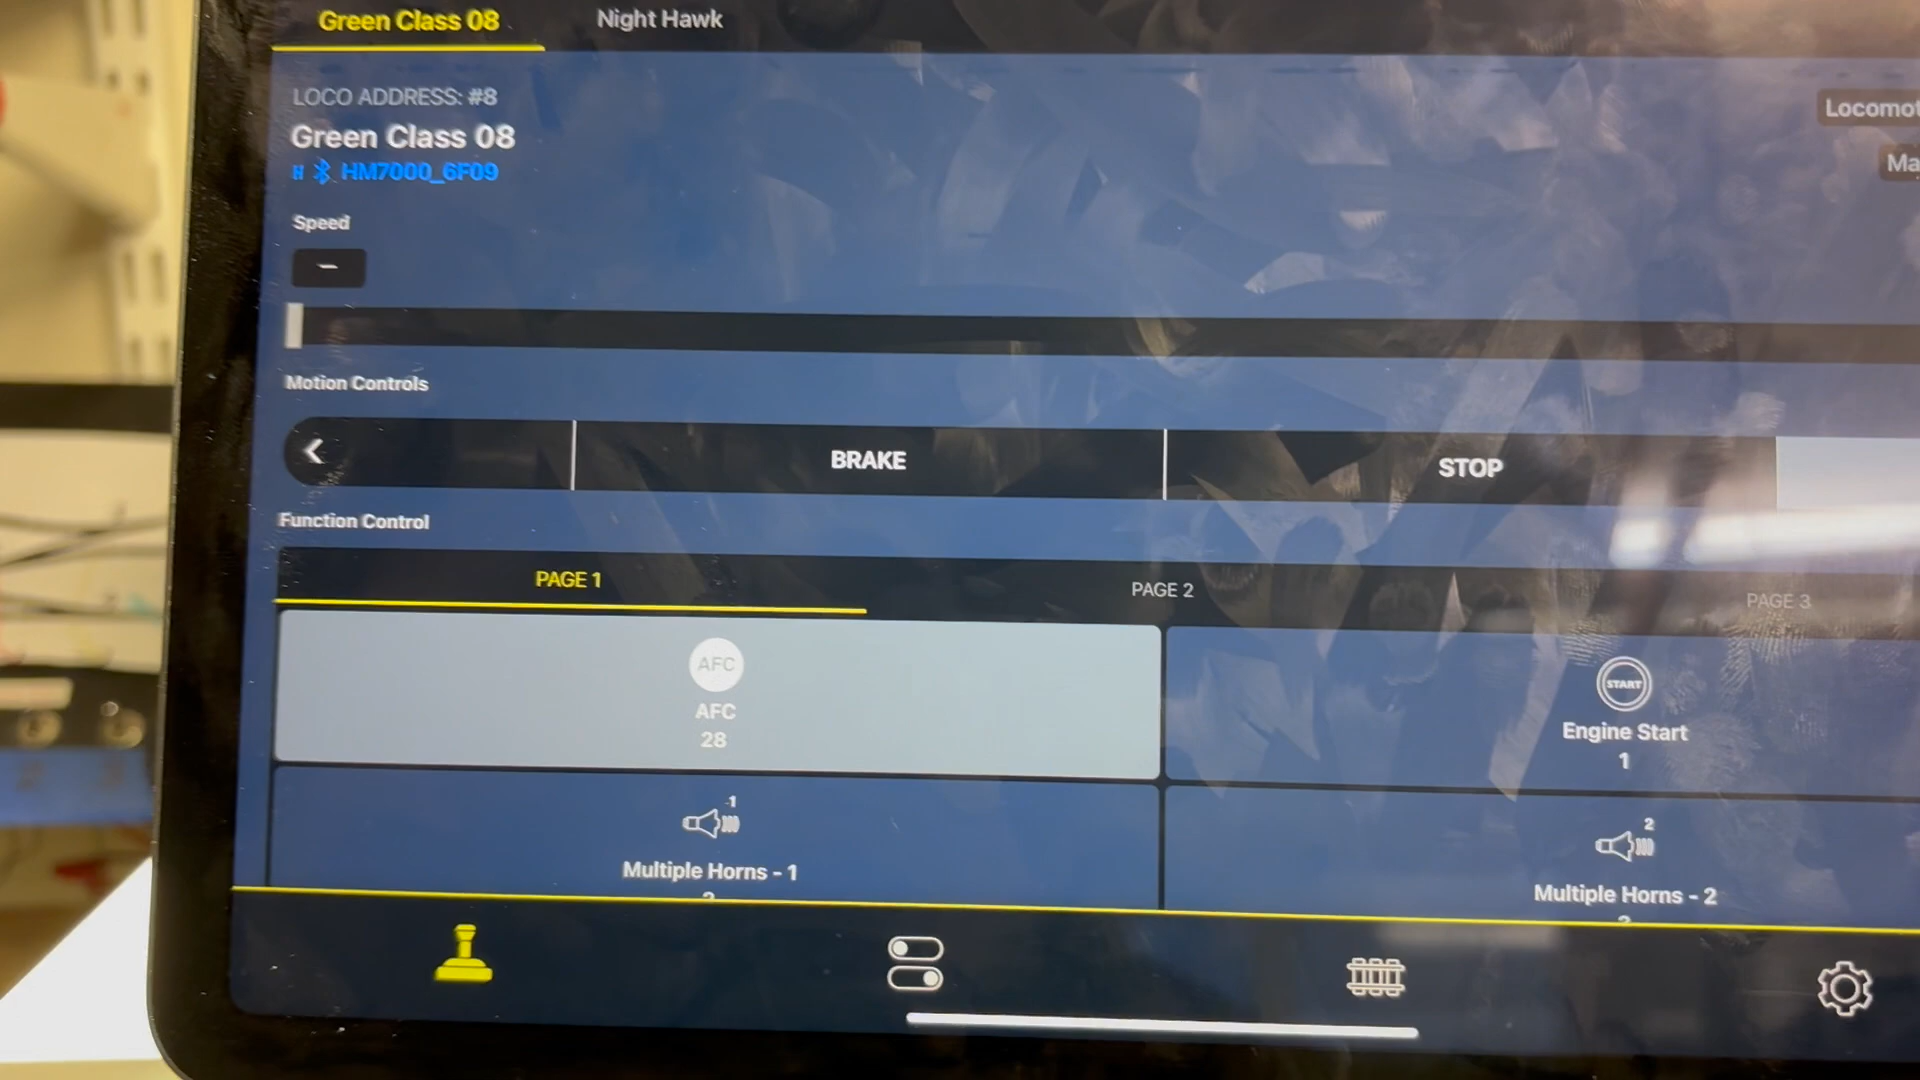 Green Class 08
Night Hawk
LOCO ADDRESS: #8
Locomot
Green Class 08
Ma
H HM7000_6F09
Speed
–
Motion Controls
<
BRAKE
STOP
Function Control
PAGE 1
PAGE 2
PAGE 3
AFC
START
AFC
Engine Start
28
1
1
2
Multiple Horns - 1
Multiple Horns - 2